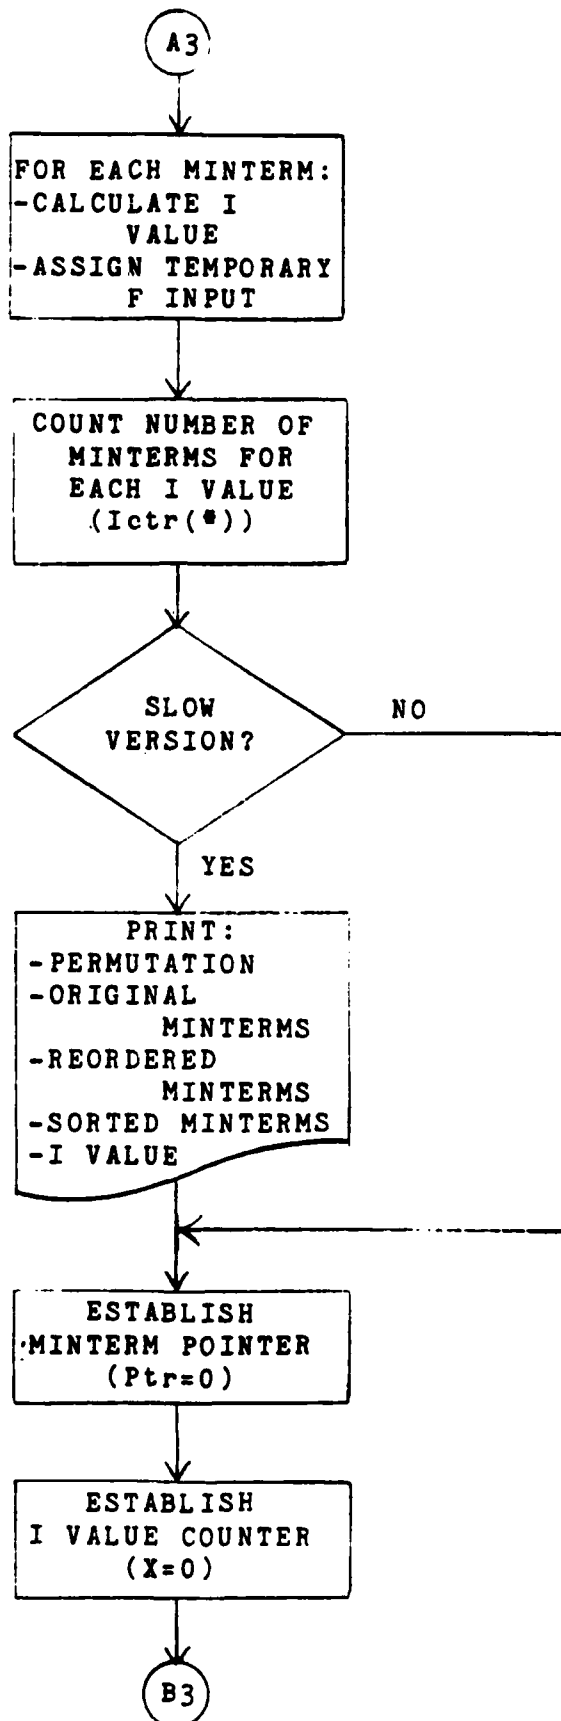 A3
FOR EACH MINTERM:
-CALCULATE I
VALUE
-ASSIGN TEMPORARY
F INPUT
COUNT NUMBER OF
MINTERMS FOR
EACH I VALUE
(Ictr(*))
SLOW
VERSION?
NO
YES
PRINT:
-PERMUTATION
-ORIGINAL
MINTERMS
-REORDERED
MINTERMS
-SORTED MINTERMS
-I VALUE
ESTABLISH
MINTERM POINTER
(Ptr=0)
ESTABLISH
I VALUE COUNTER
(X=0)
B3